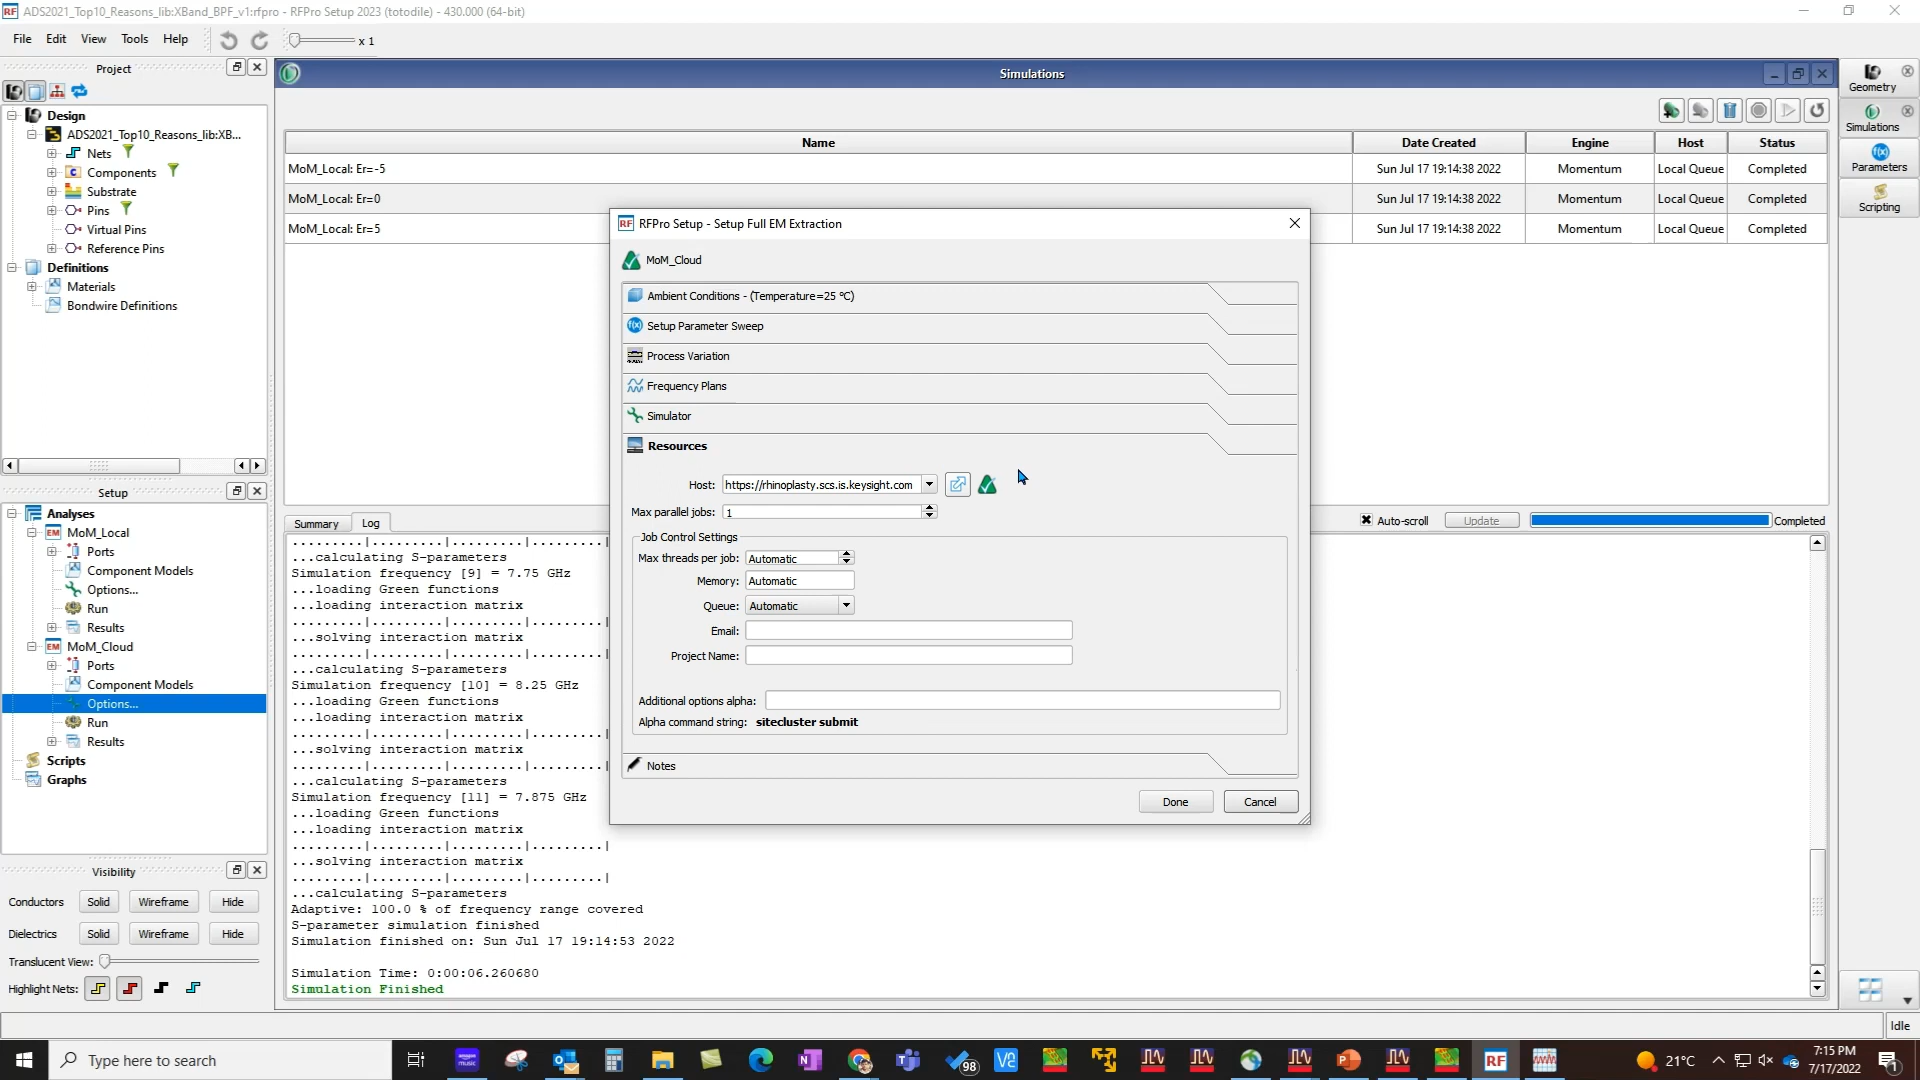 ADS2021_Top10_Reasons_lib:XBand_BPF_v1:rfpro - RFPro Setup 2023 (totodile) - 430.000 (64-bit)
File Edit View Tools Help x 1
Project
Design
ADS2021_Top10_Reasons_lib:XB...
Nets
Components
Substrate
Pins
Virtual Pins
Reference Pins
Definitions
Materials
Bondwire Definitions
Setup
Analyses
MoM_Local
Ports
Component Models
Options...
Run
Results
MoM_Cloud
Ports
Component Models
Options...
Run
Results
Scripts
Graphs
Visibility
Conductors Solid Wireframe Hide
Dielectrics Solid Wireframe Hide
Translucent View:
Highlight Nets:
Simulations
Name Date Created Engine Host Status
MoM_Local: Er=-5 Sun Jul 17 19:14:38 2022 Momentum Local Queue Completed
MoM_Local: Er=0 Sun Jul 17 19:14:38 2022 Momentum Local Queue Completed
MoM_Local: Er=5 Sun Jul 17 19:14:38 2022 Momentum Local Queue Completed
RFPro Setup - Setup Full EM Extraction
MoM_Cloud
Ambient Conditions - (Temperature=25 ºC)
Setup Parameter Sweep
Process Variation
Frequency Plans
Simulator
Resources
Host: https://rhinoplasty.scs.is.keysight.com
Max parallel jobs: 1
Job Control Settings
Max threads per job: Automatic
Memory: Automatic
Queue: Automatic
Email:
Project Name:
Additional options alpha:
Alpha command string: sitecluster submit
Notes
Done Cancel
Summary Log
Auto-scroll Update Completed
.........|.........|.........|.........|
...calculating S-parameters
Simulation frequency [9] = 7.75 GHz
...loading Green functions
...loading interaction matrix
.........|.........|.........|.........|
...solving interaction matrix
.........|.........|.........|.........|
...calculating S-parameters
Simulation frequency [10] = 8.25 GHz
...loading Green functions
...loading interaction matrix
.........|.........|.........|.........|
...solving interaction matrix
.........|.........|.........|.........|
...calculating S-parameters
Simulation frequency [11] = 7.875 GHz
...loading Green functions
...loading interaction matrix
.........|.........|.........|.........|
...solving interaction matrix
.........|.........|.........|.........|
...calculating S-parameters
Adaptive: 100.0 % of frequency range covered
S-parameter simulation finished
Simulation finished on: Sun Jul 17 19:14:53 2022
Simulation Time: 0:00:06.260680
Simulation Finished
Geometry
Simulations
Parameters
Scripting
Idle
Type here to search
98
RF
21°C
7:15 PM
7/17/2022
1